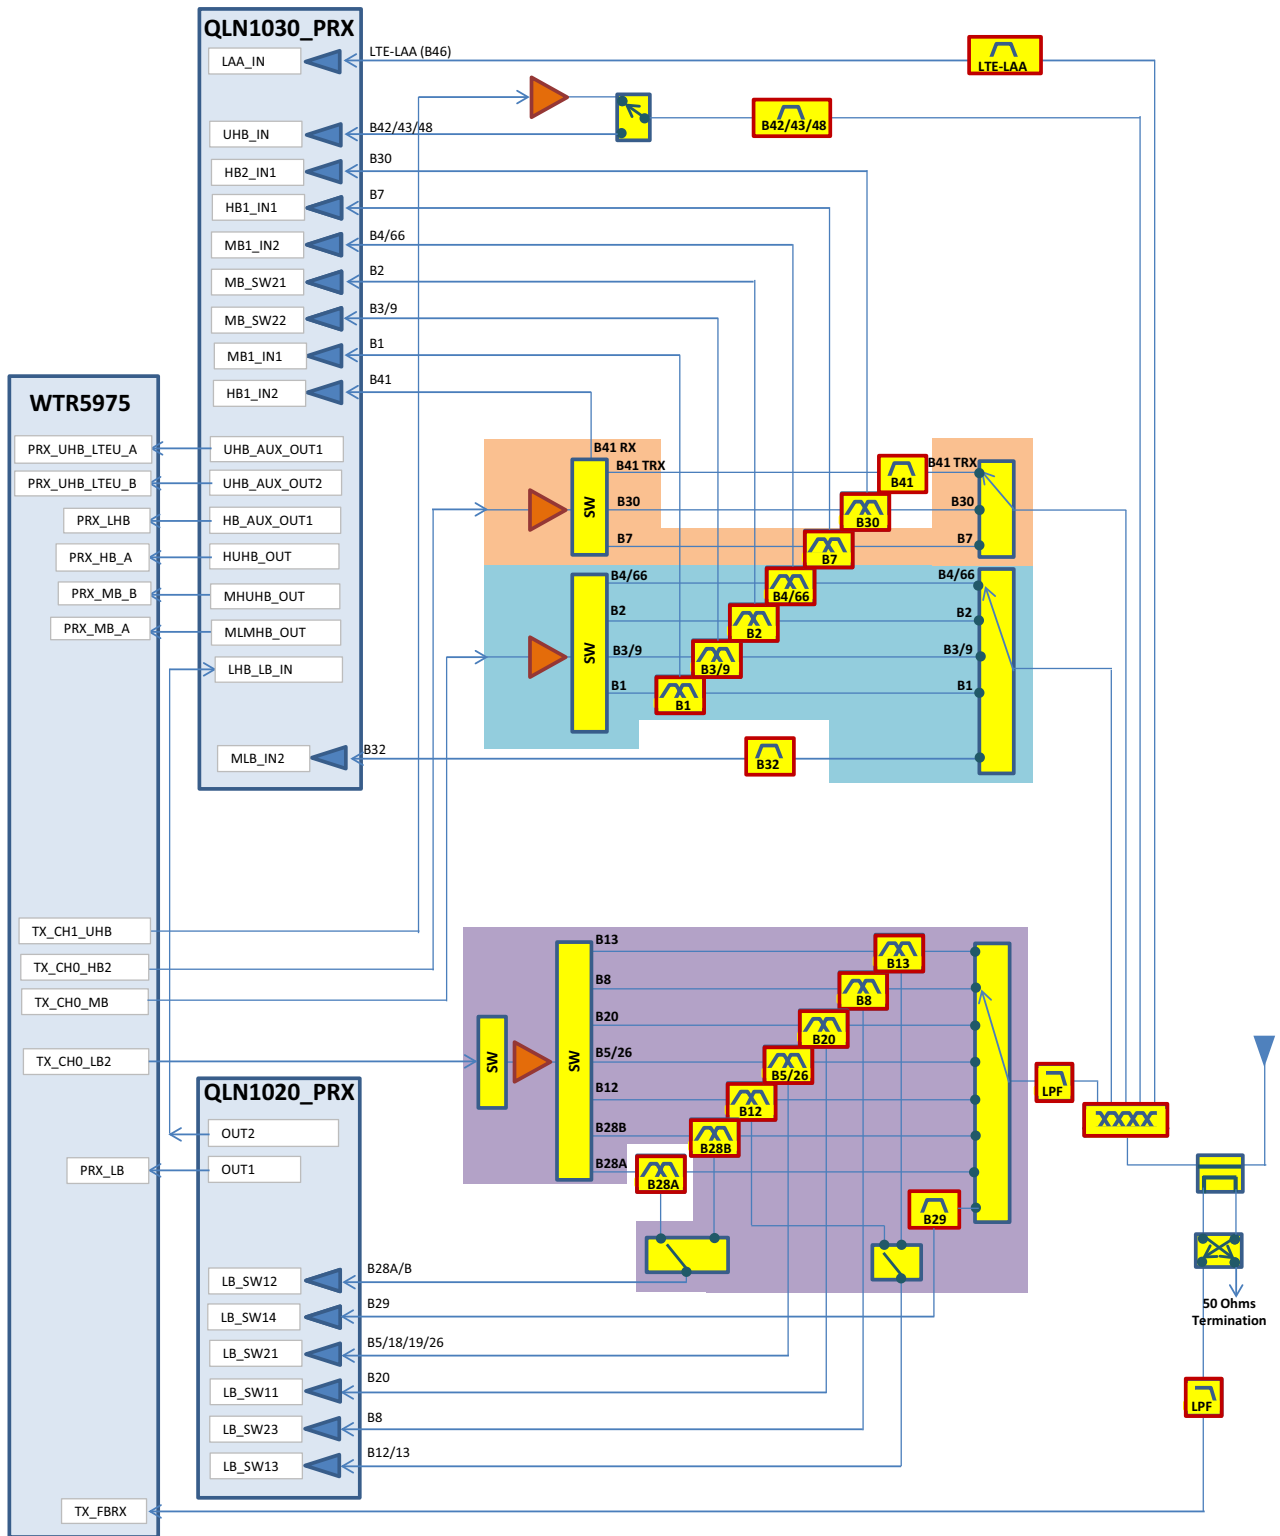 QLN1030_PRX
LAA_IN
LTE-LAA (B46)
LTE-LAA
UHB_IN
B42/43/48
B42/43/48
HB2_IN1
B30
HB1_IN1
B7
MB1_IN2
B4/66
MB_SW21
B2
MB_SW22
B3/9
MB1_IN1
B1
HB1_IN2
B41
WTR5975
PRX_UHB_LTEU_A
UHB_AUX_OUT1
PRX_UHB_LTEU_B
UHB_AUX_OUT2
PRX_LHB
HB_AUX_OUT1
PRX_HB_A
HUHB_OUT
PRX_MB_B
MHUHB_OUT
PRX_MB_A
MLMHB_OUT
LHB_LB_IN
MLB_IN2
B32
B32
B41 RX
B41 TRX
B41
B41 TRX
SW
B30
B30
B30
B7
B7
B7
B4/66
B4/66
B4/66
B2
B2
B2
SW
B3/9
B3/9
B3/9
B1
B1
B1
TX_CH1_UHB
TX_CH0_HB2
TX_CH0_MB
TX_CH0_LB2
B13
B13
B8
B8
B20
B20
SW
SW
B5/26
B5/26
B12
B12
B28B
B28B
B28A
B28A
B29
LPF
XXXX
QLN1020_PRX
OUT2
PRX_LB
OUT1
LB_SW12
B28A/B
LB_SW14
B29
LB_SW21
B5/18/19/26
LB_SW11
B20
LB_SW23
B8
LB_SW13
B12/13
50 Ohms
Termination
LPF
TX_FBRX